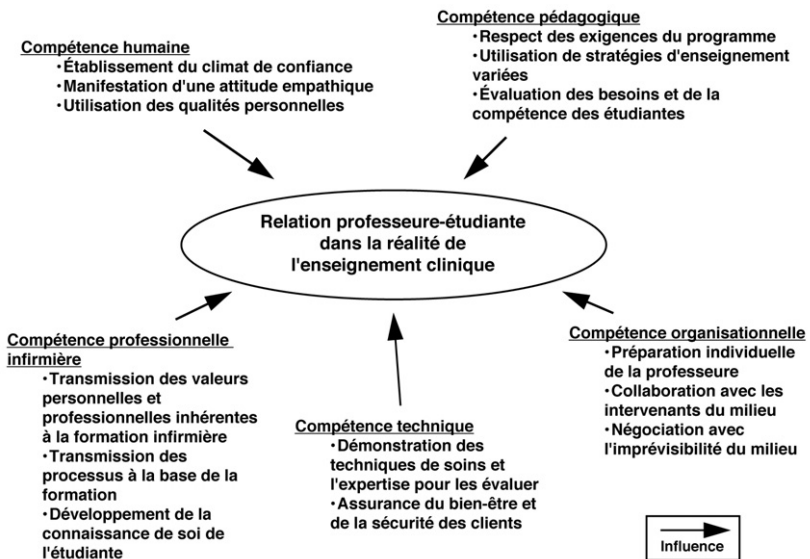 Compétence humaine
•Établissement du climat de confiance
•Manifestation d'une attitude empathique
•Utilisation des qualités personnelles
Compétence pédagogique
•Respect des exigences du programme
•Utilisation de stratégies d'enseignement
variées
•Évaluation des besoins et de la
compétence des étudiantes
Relation professeure-étudiante
dans la réalité de
l'enseignement clinique
Compétence professionnelle
infirmière
•Transmission des valeurs
personnelles et
professionnelles inhérentes
à la formation infirmière
•Transmission des
processus à la base de la
formation
•Développement de la
connaissance de soi de
l'étudiante
Compétence technique
•Démonstration des
techniques de soins et
l'expertise pour les évaluer
•Assurance du bien-être et
de la sécurité des clients
Compétence organisationnelle
•Préparation individuelle
de la professeure
•Collaboration avec les
intervenants du milieu
•Négociation avec
l'imprévisibilité du milieu
Influence